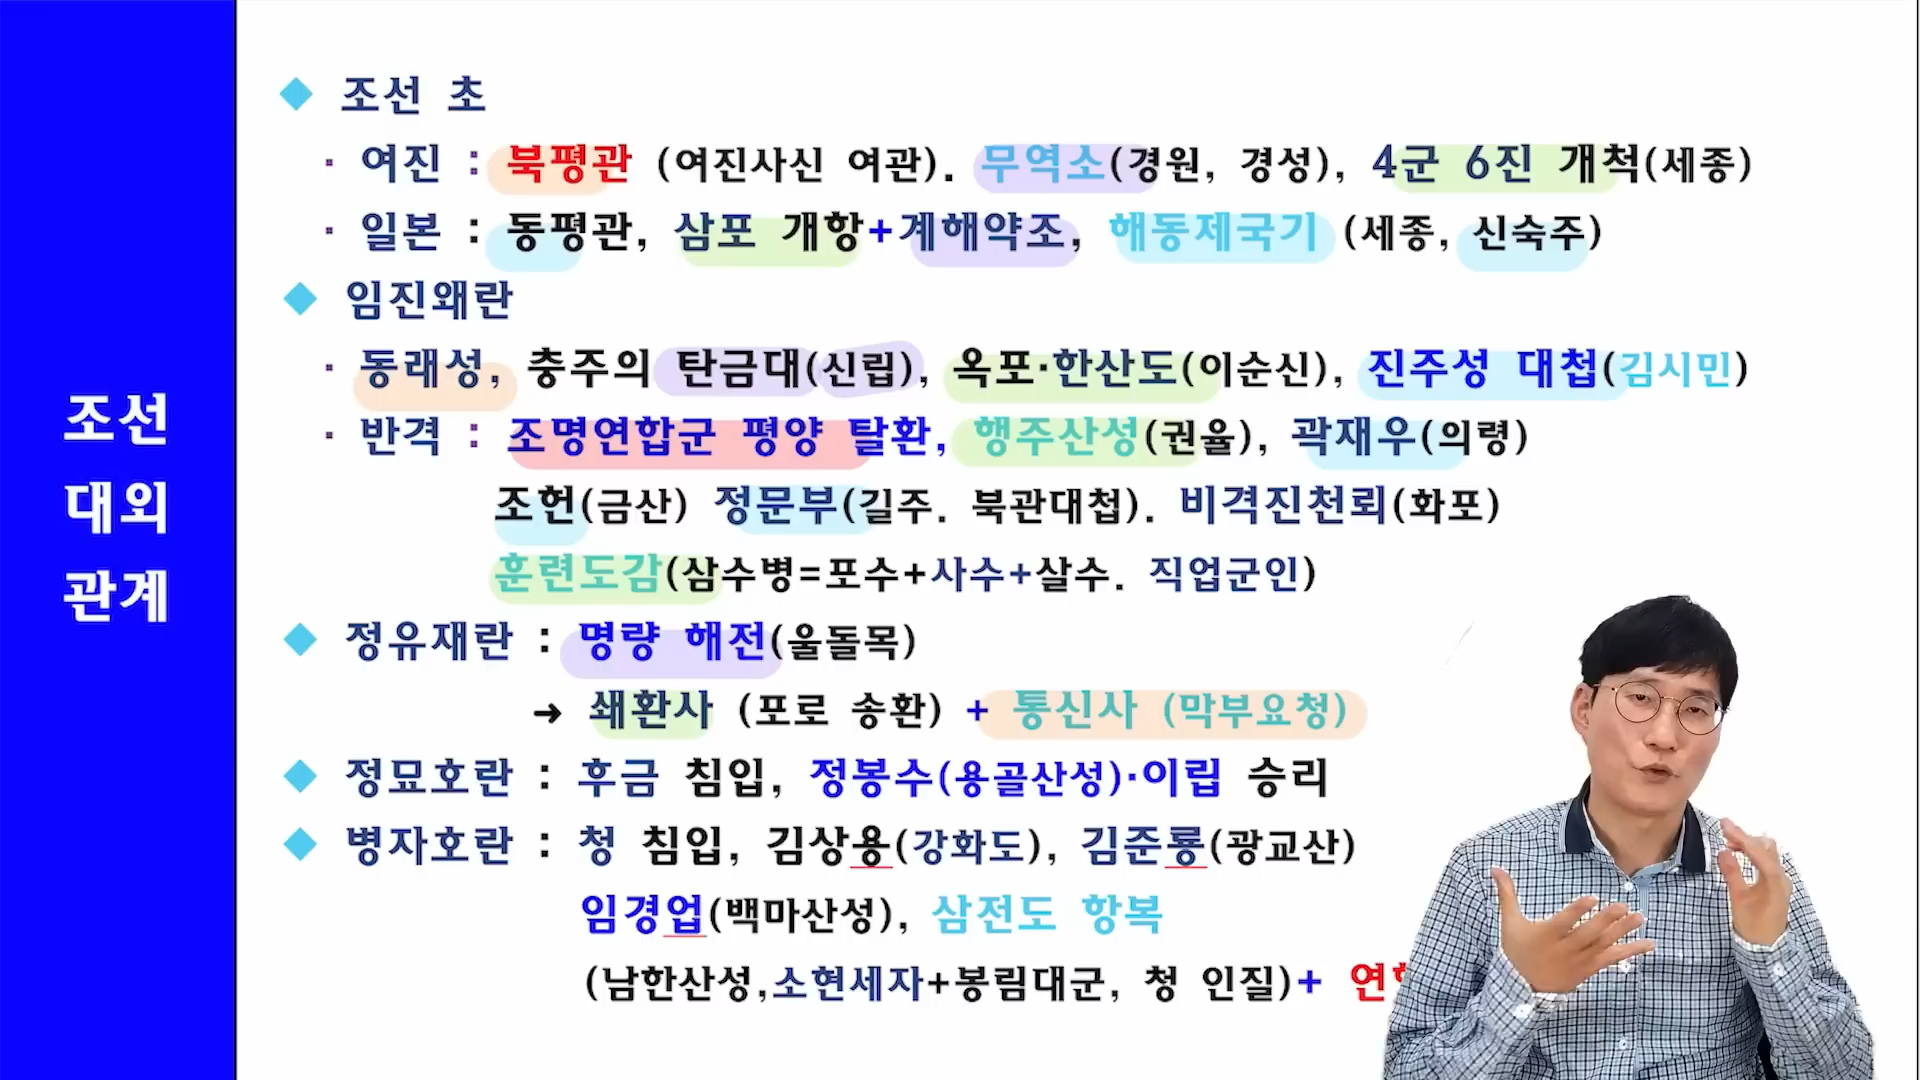 조선
대외
관계
조선 초
여진 : 북평관 (여진사신 여관). 무역소(경원, 경성), 4군 6진 개척(세종)
일본 : 동평관, 삼포 개항+계해약조, 해동제국기 (세종, 신숙주)
임진왜란
동래성, 충주의 탄금대(신립), 옥포·한산도(이순신), 진주성 대첩(김시민)
반격 : 조명연합군 평양 탈환, 행주산성(권율), 곽재우(의령)
조헌(금산) 정문부(길주. 북관대첩). 비격진천뢰(화포)
훈련도감(삼수병=포수+사수+살수. 직업군인)
정유재란 : 명량 해전(울돌목)
→ 쇄환사 (포로 송환) + 통신사 (막부요청)
정묘호란 : 후금 침입, 정봉수(용골산성)·이립 승리
병자호란 : 청 침입, 김상용(강화도), 김준룡(광교산)
임경업(백마산성), 삼전도 항복
(남한산성,소현세자+봉림대군, 청 인질)+